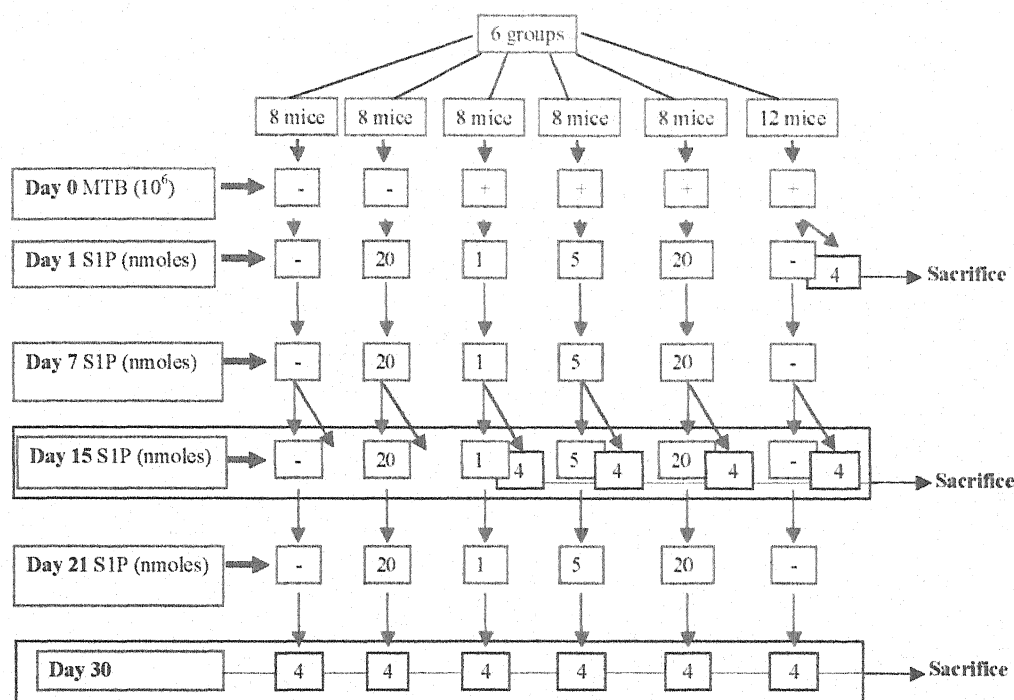 6 groups
8 mice 8 mice 8 mice 8 mice 8 mice 12 mice
Day 0 MTB (10⁶) - - + + + +
Day 1 S1P (nmoles) - 20 1 5 20 - 4 Sacrifice
Day 7 S1P (nmoles) - 20 1 5 20 -
Day 15 S1P (nmoles) - 20 1 4 5 4 20 4 - 4 Sacrifice
Day 21 S1P (nmoles) - 20 1 5 20 -
Day 30 4 4 4 4 4 4 Sacrifice